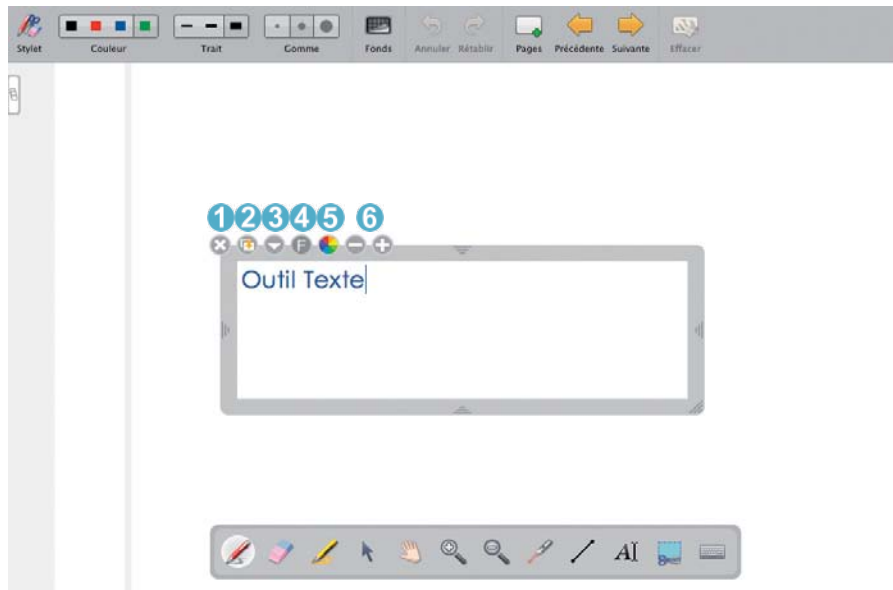 Stylet Couleur Trait Gomme Fonds Annuler Rétablir Pages Précédente Suivante Effacer
1 2 3 4 5 6
F
Outil Texte
AI